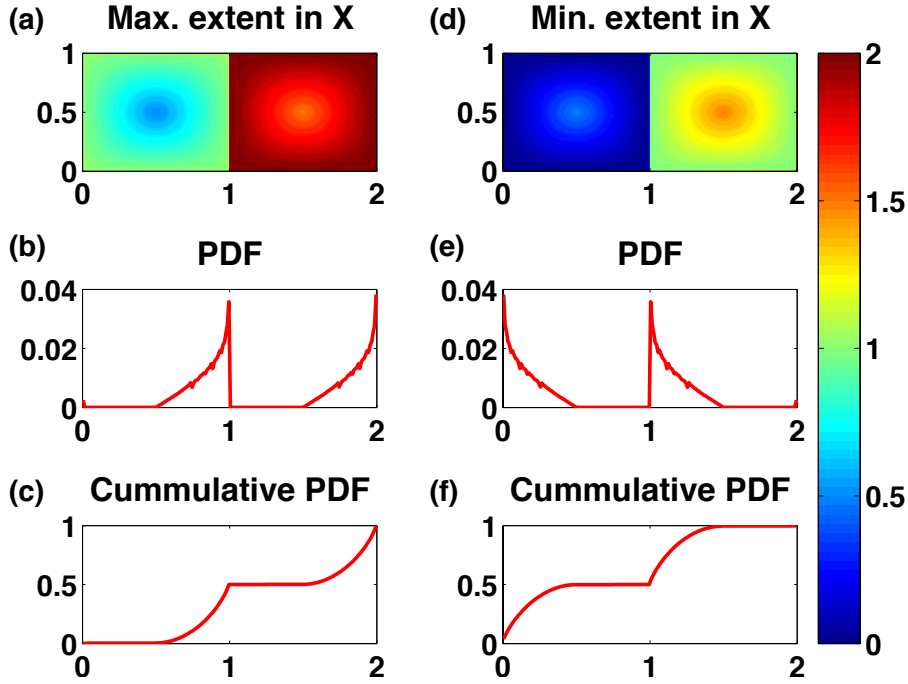 (a) Max. extent in X
1
0.5
0
0 1 2
(d) Min. extent in X
1
0.5
0
0 1 2
2
1.5
1
0.5
0
(b) PDF
0.04
0.02
0
0 1 2
(e) PDF
0.04
0.02
0
0 1 2
(c) Cummulative PDF
1
0.5
0
0 1 2
(f) Cummulative PDF
1
0.5
0
0 1 2